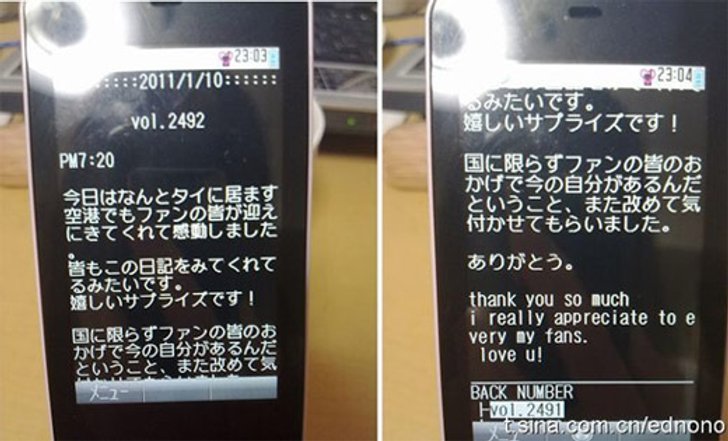 23:03
:::::2011/1/10::::::
vol.2492
PM7:20
今日はなんとタイに居ます
空港でもファンの皆が迎え
にきてくれて感動しました
。
皆もこの日記をみてくれて
るみたいです。
嬉しいサプライズです！
国に限らずファンの皆のお
かげで今の自分があるんだ
ということ、また改めて気
メニュー
23:04
るみたいです。
嬉しいサプライズです！
国に限らずファンの皆のお
かげで今の自分があるんだ
ということ、また改めて気
付かせてもらいました。
ありがとう。
thank you so much
i really appreciate to e
very my fans.
love u!
BACK NUMBER
├vol.2491
t.sina.com.cn/ednono